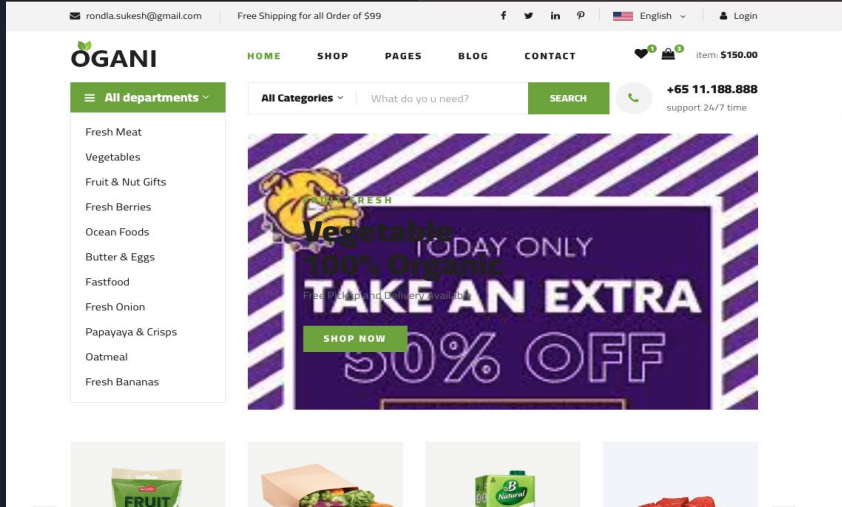 rondla.sukesh@gmail.com
Free Shipping for all Order of $99
English
Login
OGANI
HOME
SHOP
PAGES
BLOG
CONTACT
1
3
item: $150.00
All departments
All Categories
What do yo u need?
SEARCH
+65 11.188.888
support 24/7 time
Fresh Meat
Vegetables
Fruit & Nut Gifts
Fresh Berries
Ocean Foods
Butter & Eggs
Fastfood
Fresh Onion
Papayaya & Crisps
Oatmeal
Fresh Bananas
FRUIT FRESH
Vegetable
100% Organic
Free Pickup and Delivery Available
SHOP NOW
TODAY ONLY
TAKE AN EXTRA
50% OFF
FRUIT
B
Natural